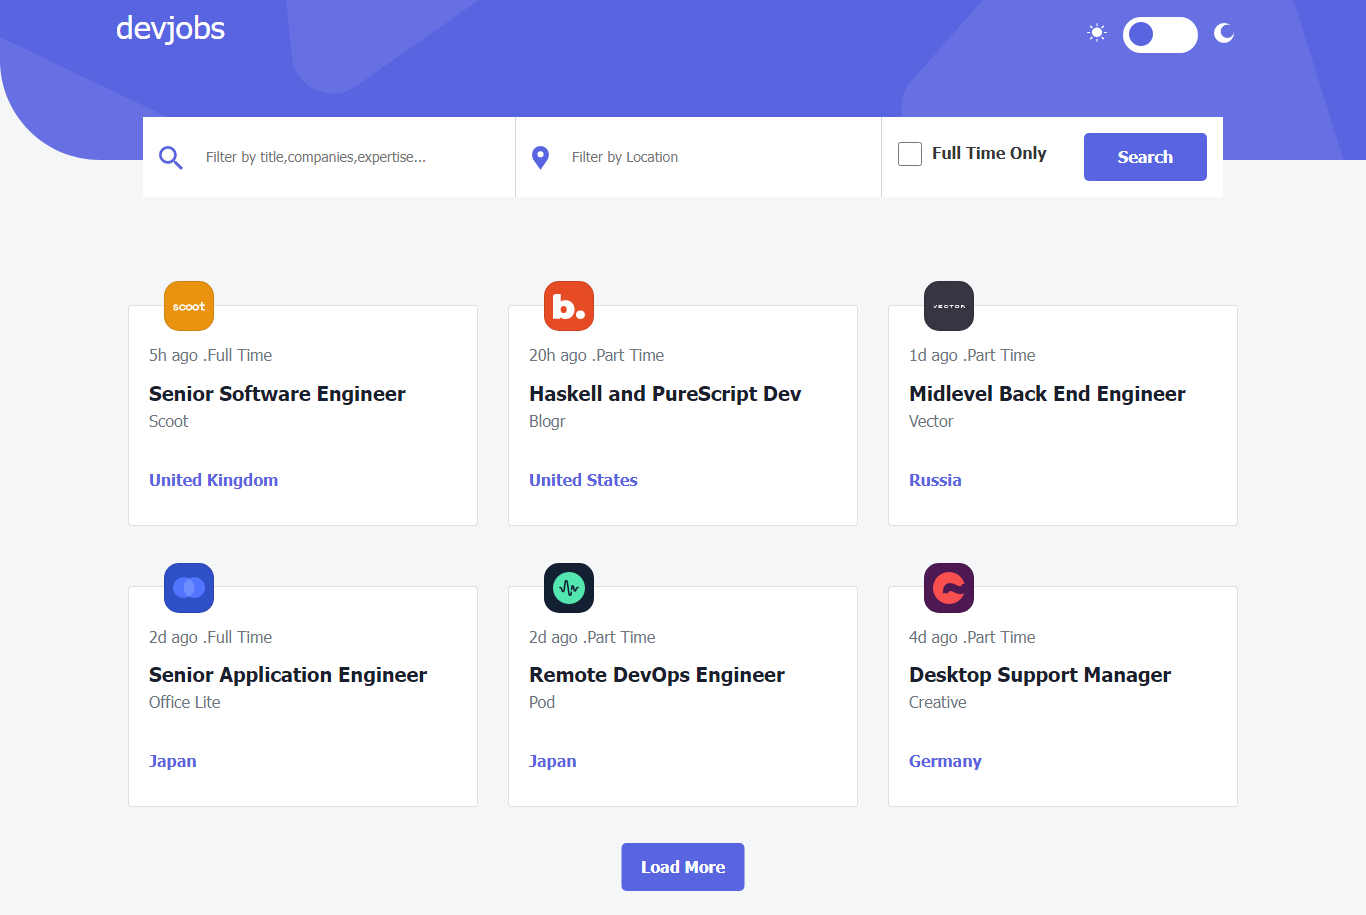 devjobs
Filter by title,companies,expertise...
Filter by Location
Full Time Only
Search
scoot
5h ago .Full Time
Senior Software Engineer
Scoot
United Kingdom
b.
20h ago .Part Time
Haskell and PureScript Dev
Blogr
United States
VECTOR
1d ago .Part Time
Midlevel Back End Engineer
Vector
Russia
2d ago .Full Time
Senior Application Engineer
Office Lite
Japan
2d ago .Part Time
Remote DevOps Engineer
Pod
Japan
4d ago .Part Time
Desktop Support Manager
Creative
Germany
Load More